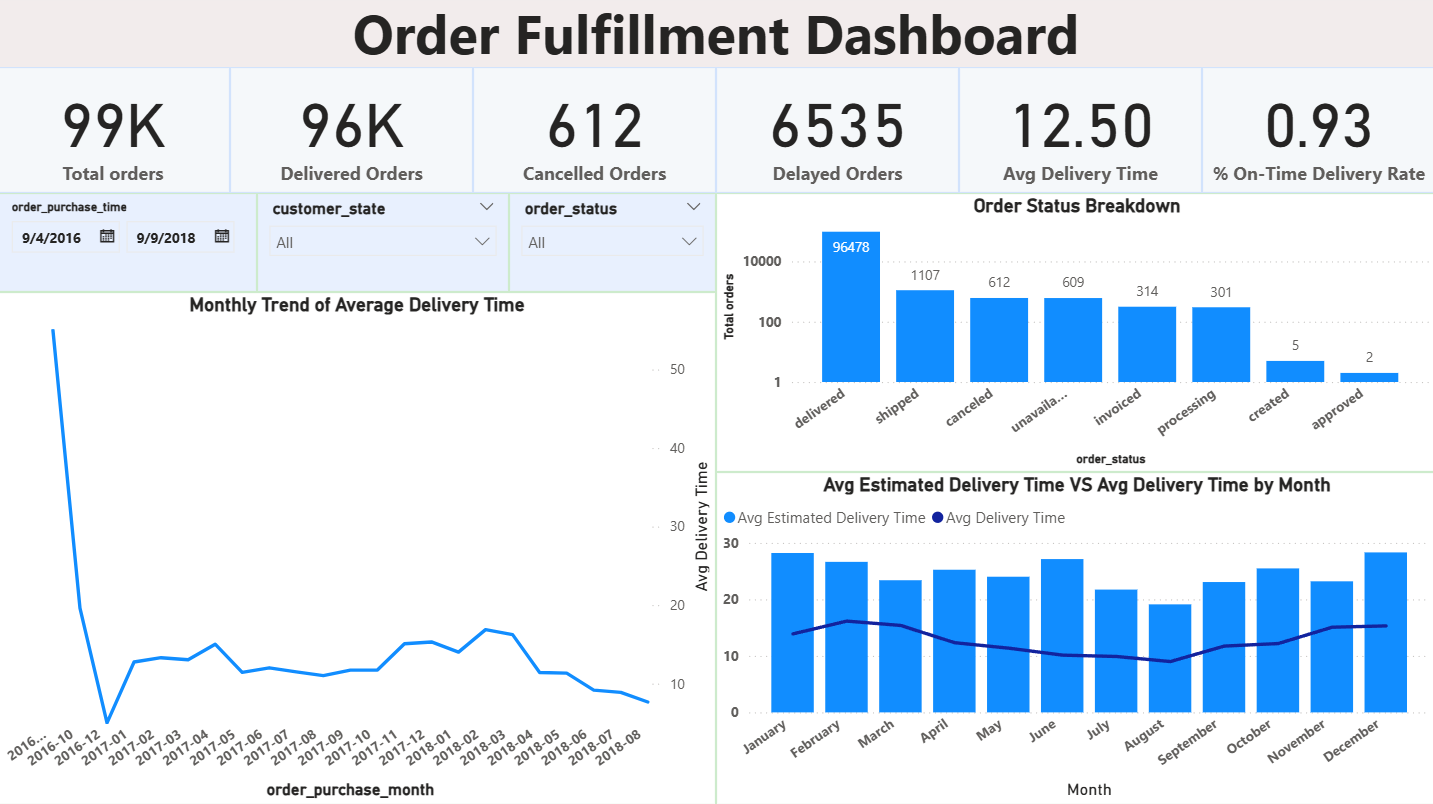 Order Fulfillment Dashboard
99K
Total orders
96K
Delivered Orders
612
Cancelled Orders
6535
Delayed Orders
12.50
Avg Delivery Time
0.93
% On-Time Delivery Rate
order_purchase_time
9/4/2016 9/9/2018
customer_state
All
order_status
All
Monthly Trend of Average Delivery Time
50
40
30
20
10
Avg Delivery Time
2016... 2016-10 2016-12 2017-01 2017-02 2017-03 2017-04 2017-05 2017-06 2017-07 2017-08 2017-09 2017-10 2017-11 2017-12 2018-01 2018-02 2018-03 2018-04 2018-05 2018-06 2018-07 2018-08
order_purchase_month
Order Status Breakdown
Total orders
10000
100
1
96478 1107 612 609 314 301 5 2
delivered shipped canceled unavaila... invoiced processing created approved
order_status
Avg Estimated Delivery Time VS Avg Delivery Time by Month
Avg Estimated Delivery Time Avg Delivery Time
30
20
10
0
January February March April May June July August September October November December
Month